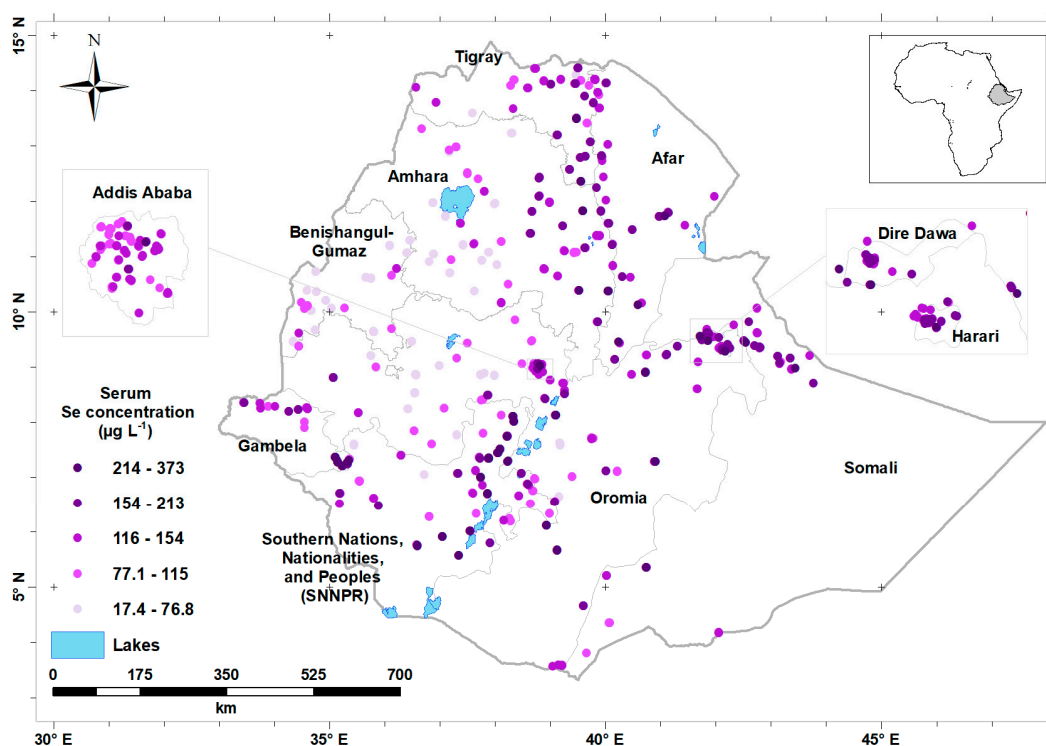 15° N
N
Tigray
Afar
Amhara
Addis Ababa
Benishangul-
Gumaz
Dire Dawa
Harari
10° N
Serum
Se concentration
(µg L⁻¹)
214 - 373
154 - 213
116 - 154
77.1 - 115
17.4 - 76.8
Lakes
Gambela
Somali
Oromia
Southern Nations,
Nationalities,
and Peoples
(SNNPR)
5° N
0 175 350 525 700
km
30° E 35° E 40° E 45° E